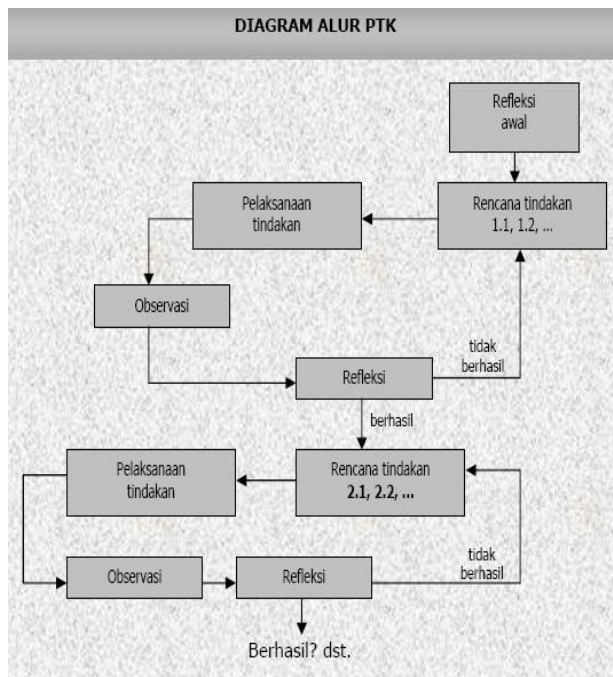 DIAGRAM ALUR PTK
Refleksi
awal
Pelaksanaan
tindakan
Rencana tindakan
1.1, 1.2, ...
Observasi
Refleksi
tidak
berhasil
berhasil
Pelaksanaan
tindakan
Rencana tindakan
2.1, 2.2, ...
Observasi
Refleksi
tidak
berhasil
Berhasil? dst.